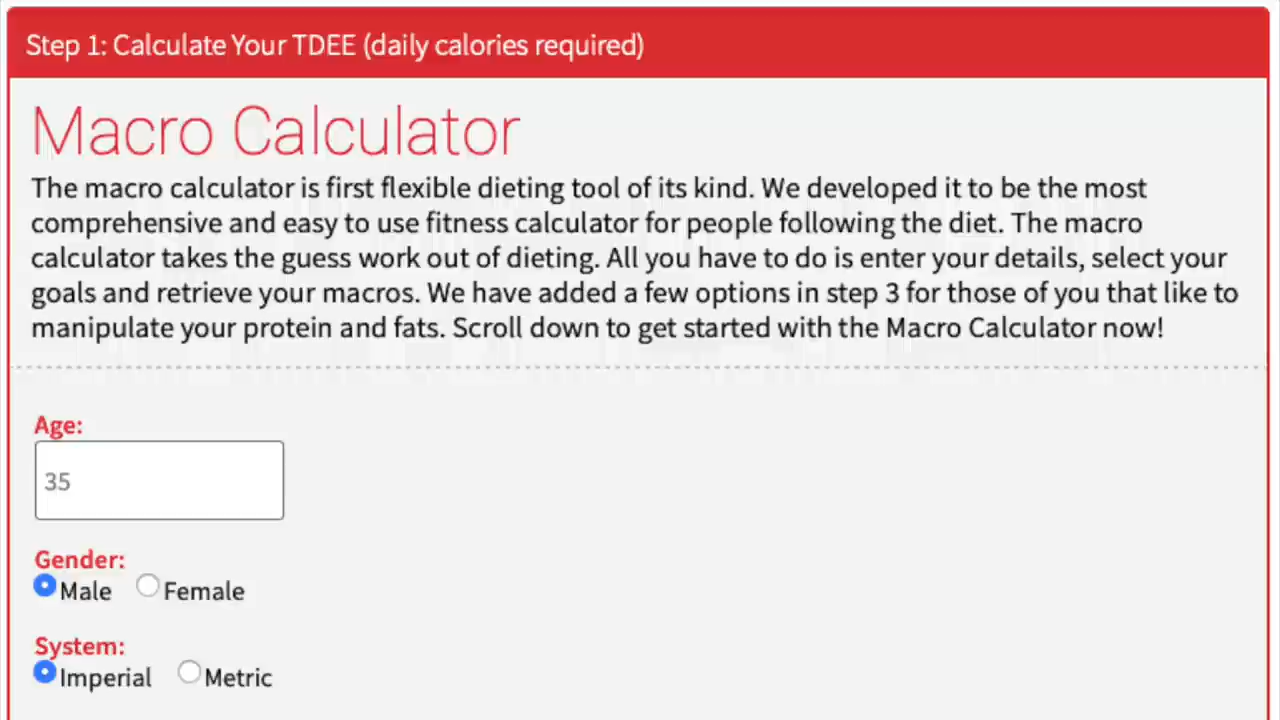 Step 1: Calculate Your TDEE (daily calories required)
Macro Calculator
The macro calculator is first flexible dieting tool of its kind. We developed it to be the most
comprehensive and easy to use fitness calculator for people following the diet. The macro
calculator takes the guess work out of dieting. All you have to do is enter your details, select your
goals and retrieve your macros. We have added a few options in step 3 for those of you that like to
manipulate your protein and fats. Scroll down to get started with the Macro Calculator now!
Age:
35
Gender:
Male Female
System:
Imperial Metric